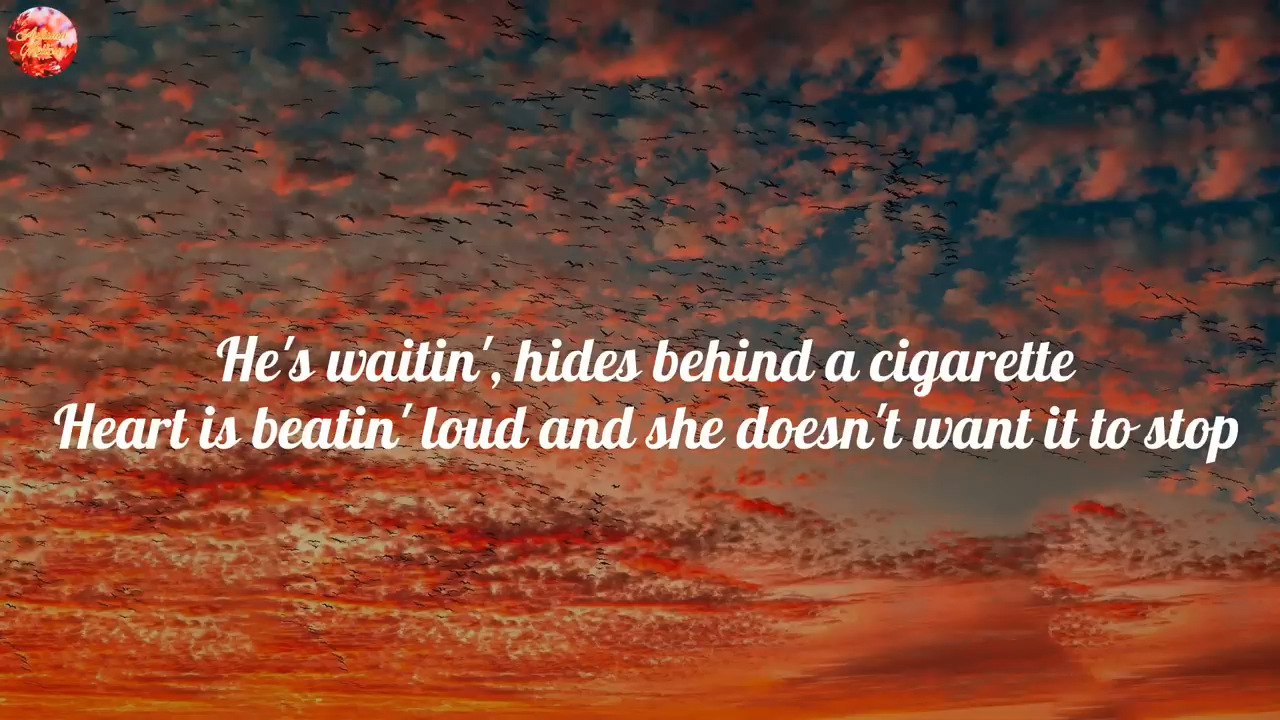 He's waitin', hides behind a cigarette
Heart is beatin' loud and she doesn't want it to stop